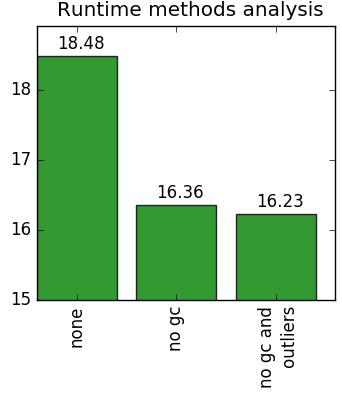 Runtime methods analysis
18.48
18
17
16.36
16.23
16
15
none
no gc
no gc and
outliers